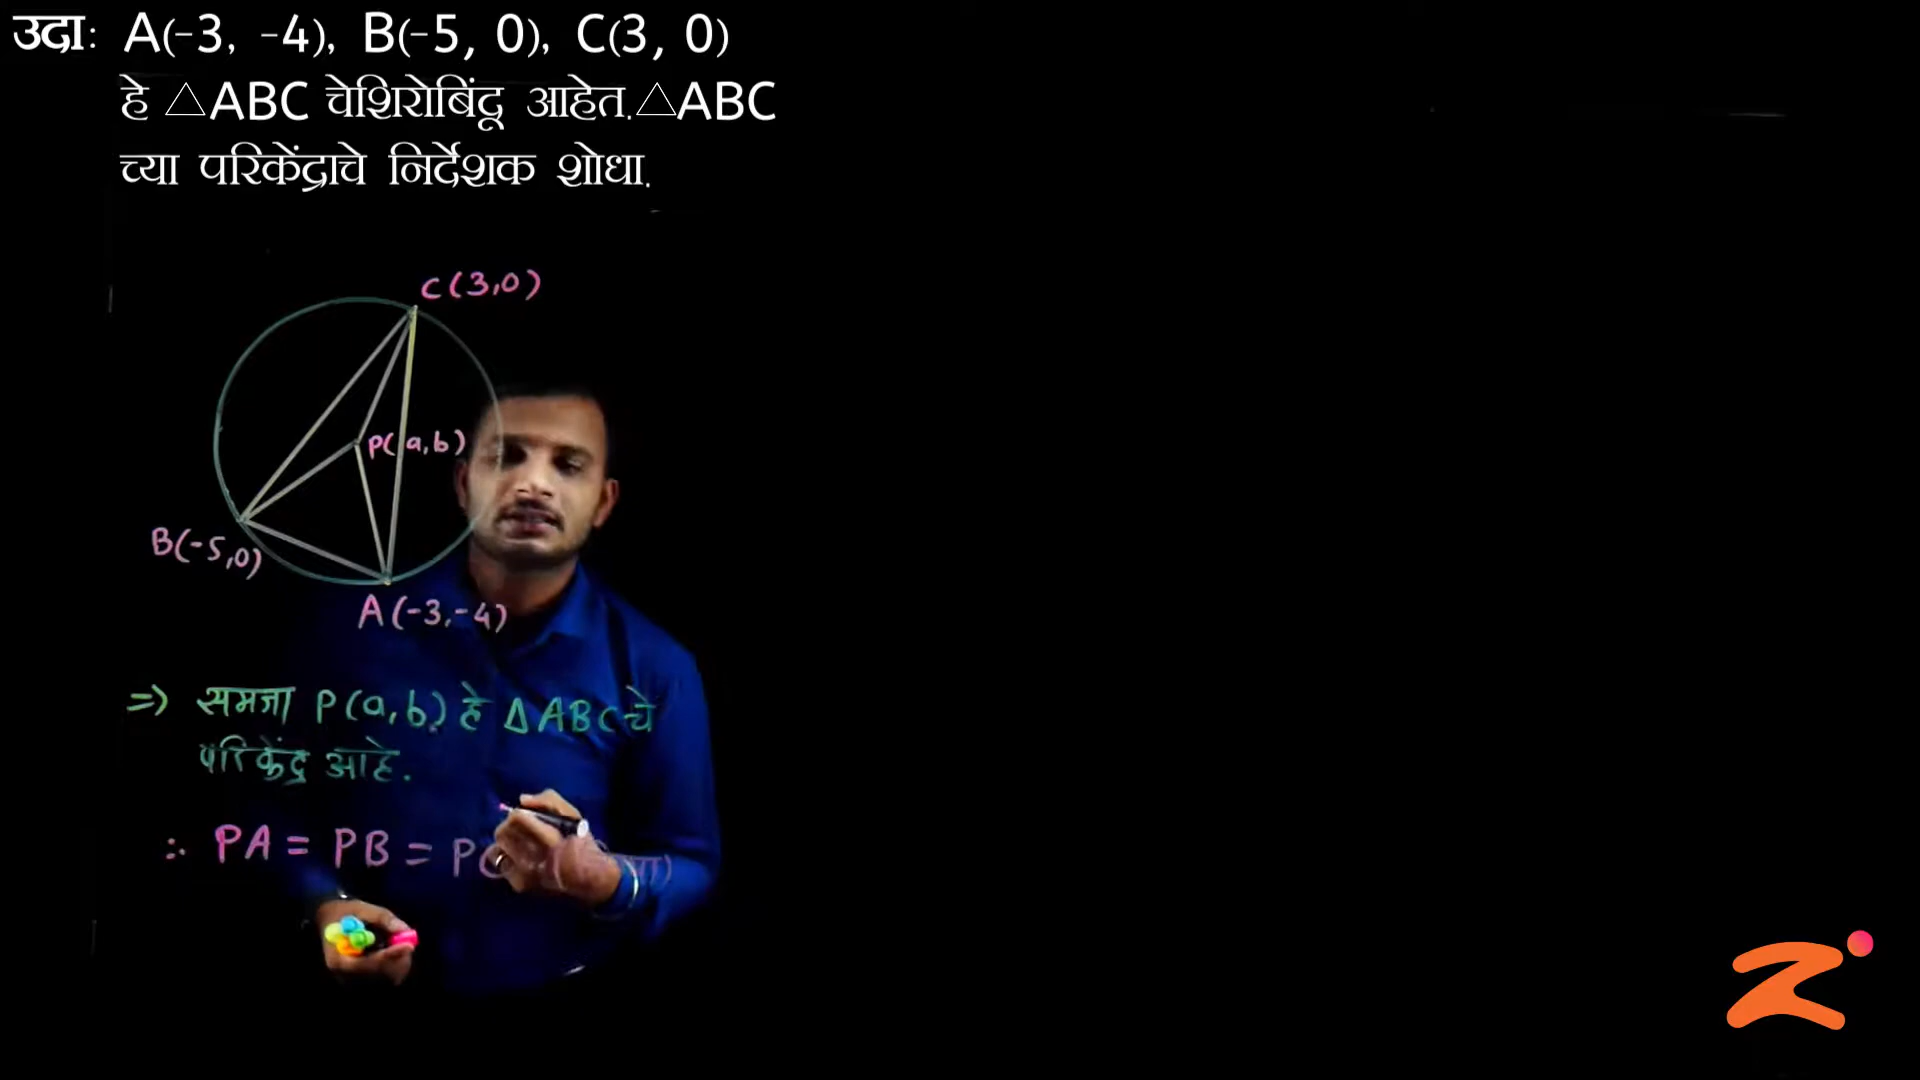 उदाः A(-3, -4), B(-5, 0), C(3, 0)
हे △ABC चेशिरोबिंदू आहेत.△ABC
च्या परिकेंद्राचे निर्देशक शोधा.
C(3,0)
P(a,b)
B(-5,0)
A(-3,-4)
⇒ समजा P(a,b) हे ΔABC चे
परिकेंद्र आहे.
∴ PA = PB = PC